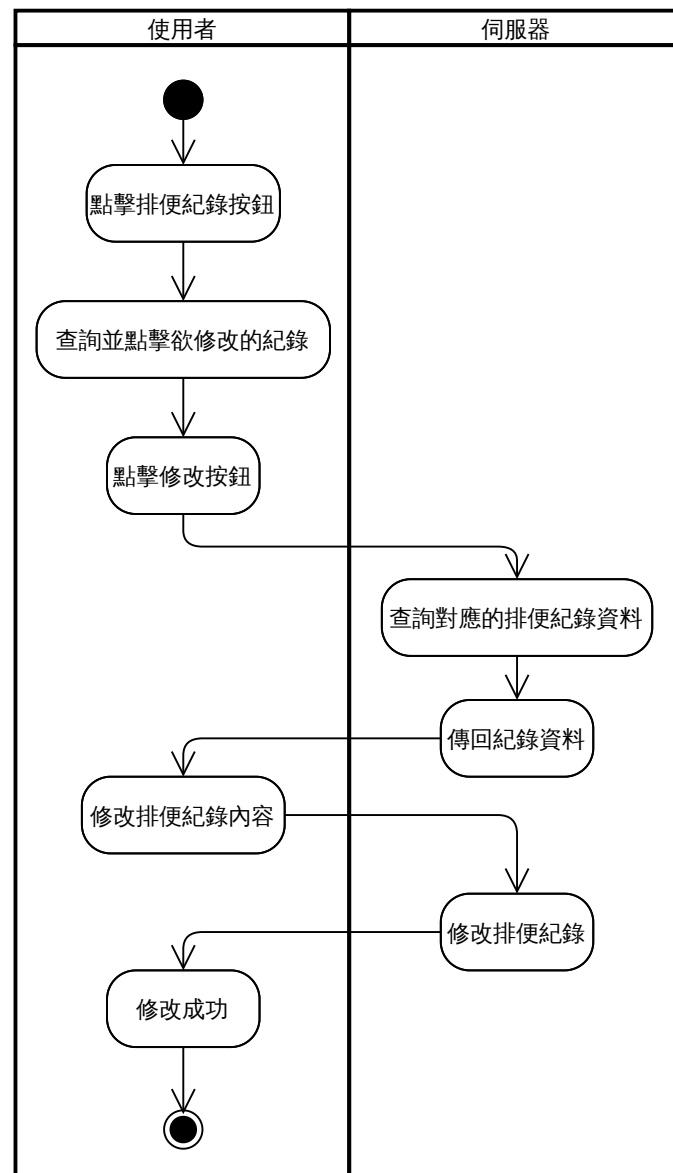 使用者
伺服器
點擊排便紀錄按鈕
查詢並點擊欲修改的紀錄
點擊修改按鈕
查詢對應的排便紀錄資料
傳回紀錄資料
修改排便紀錄內容
修改排便紀錄
修改成功